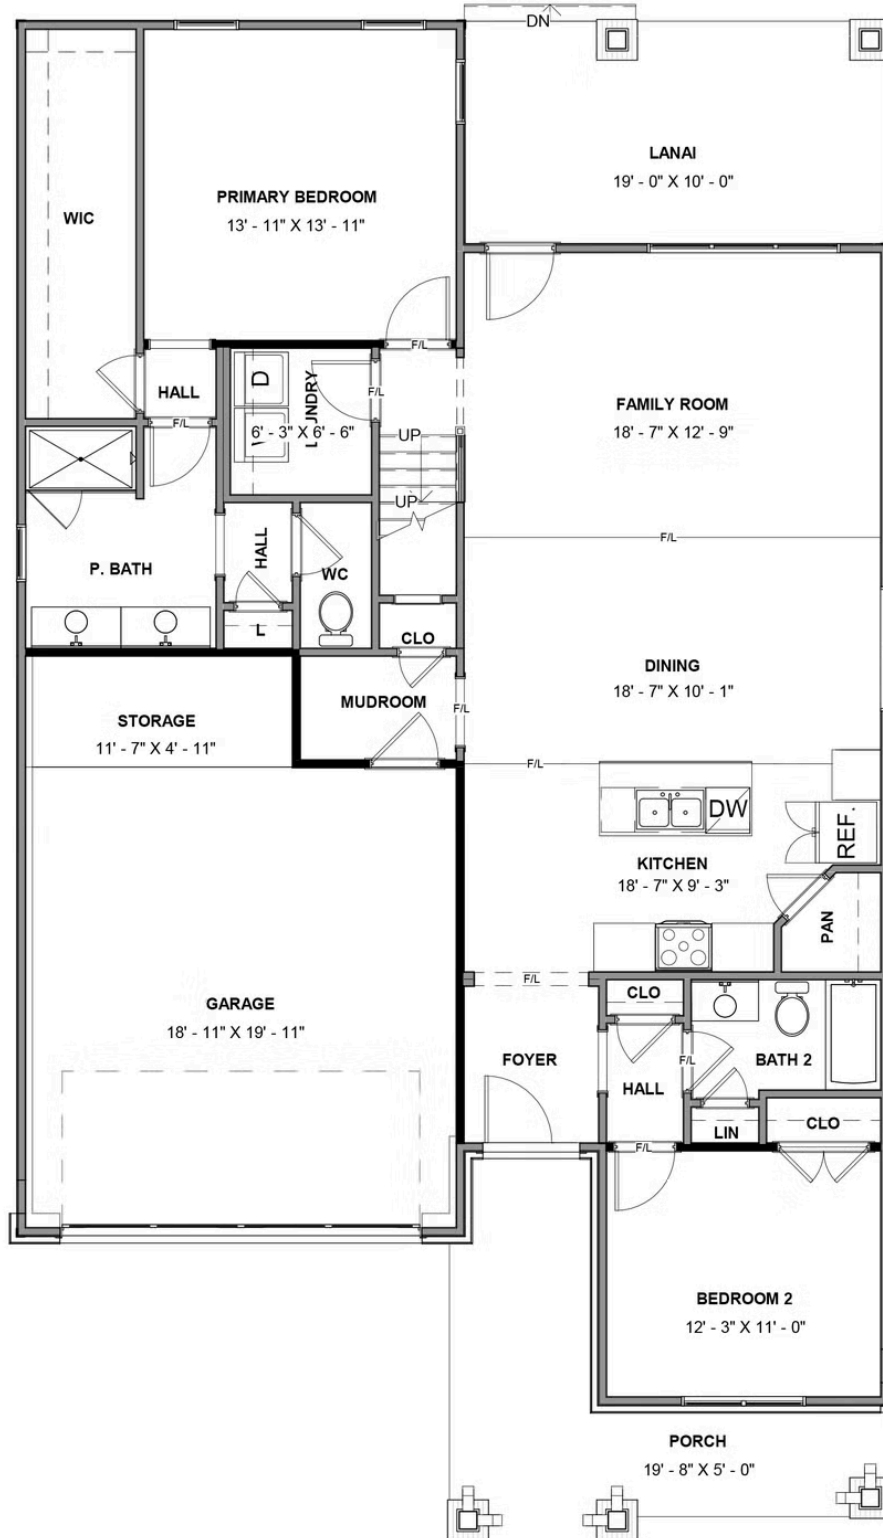 DN
LANAI
19' - 0" X 10' - 0"
PRIMARY BEDROOM
13' - 11" X 13' - 11"
WIC
F/L
HALL
F/L
D
LAUNDRY
6' - 3" X 6' - 6"
F/L
FAMILY ROOM
18' - 7" X 12' - 9"
UP
UP
F/L
P. BATH
HALL
WC
L
CLO
DINING
18' - 7" X 10' - 1"
MUDROOM
F/L
STORAGE
11' - 7" X 4' - 11"
F/L
DW
REF.
KITCHEN
18' - 7" X 9' - 3"
PAN
F/L
CLO
GARAGE
18' - 11" X 19' - 11"
FOYER
HALL
F/L
BATH 2
LIN
CLO
F/L
BEDROOM 2
12' - 3" X 11' - 0"
PORCH
19' - 8" X 5' - 0"